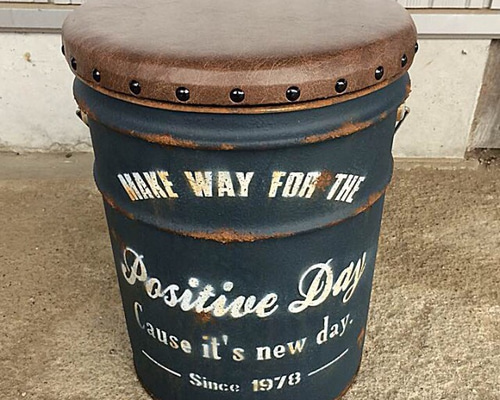 MAKE WAY FOR THE
Positive Day
Cause it's new day.
Since 1978